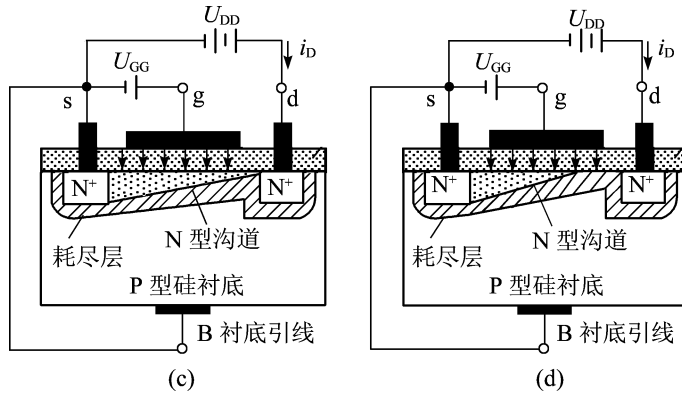 U_DD
i_D
U_GG
s
g
d
N⁺
N⁺
N 型沟道
耗尽层
P 型硅衬底
B 衬底引线
(c)
U_DD
i_D
U_GG
s
g
d
N⁺
N⁺
N 型沟道
耗尽层
P 型硅衬底
B 衬底引线
(d)